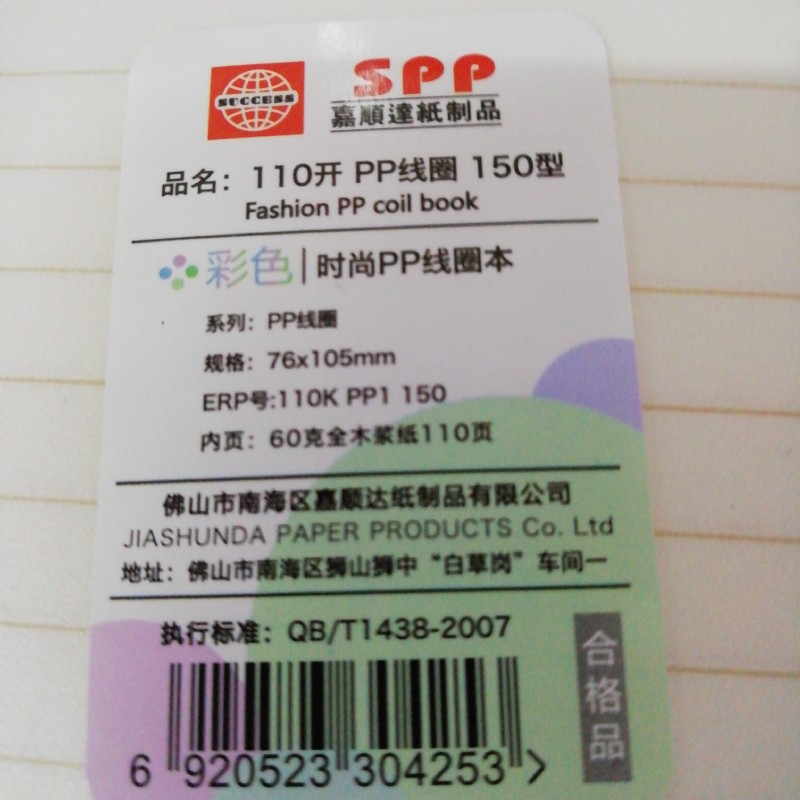 SUCCESS
SPP
嘉順達紙制品
品名：110开 PP线圈 150型
Fashion PP coil book
彩色|时尚PP线圈本
系列：PP线圈
规格：76x105mm
ERP号:110K PP1 150
内页：60克全木浆纸110页
佛山市南海区嘉顺达纸制品有限公司
JIASHUNDA PAPER PRODUCTS Co. Ltd
地址：佛山市南海区狮山狮中“白草岗”车间一
执行标准：QB/T1438-2007
合格品
6 920523 304253 >